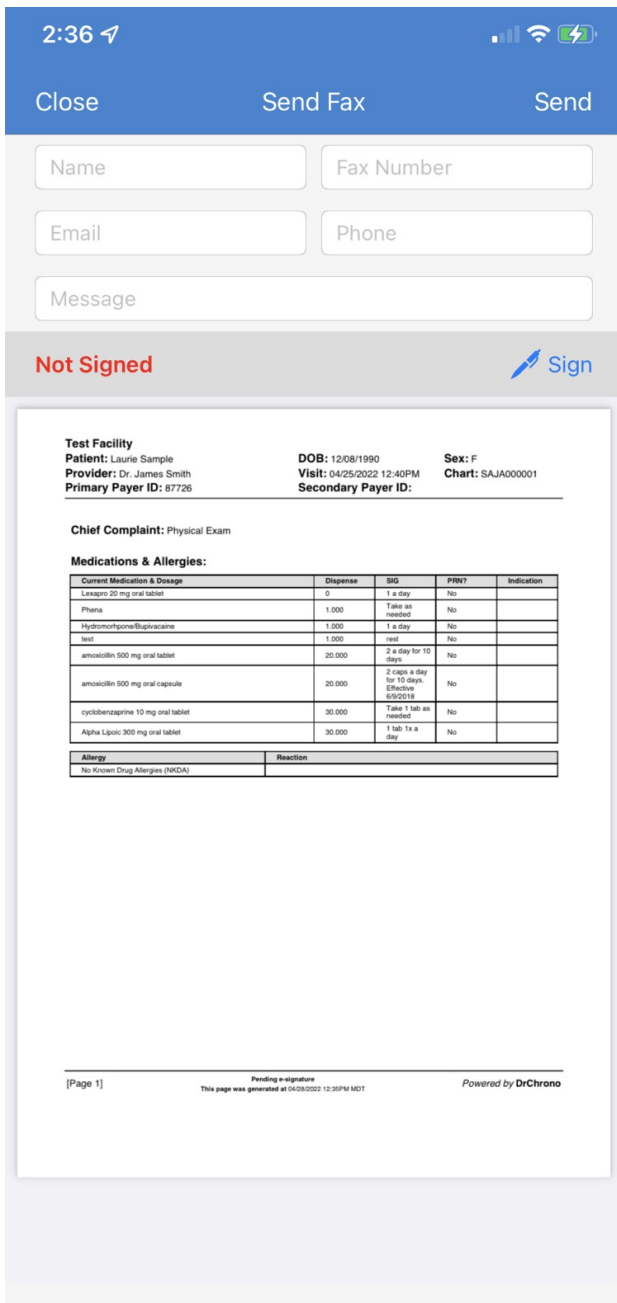 2:36
Close Send Fax Send
Name Fax Number
Email Phone
Message
Not Signed Sign
Test Facility
Patient: Laurie Sample DOB: 12/08/1990 Sex: F
Provider: Dr. James Smith Visit: 04/25/2022 12:40PM Chart: SAJA000001
Primary Payer ID: 87726 Secondary Payer ID:
Chief Complaint: Physical Exam
Medications & Allergies:
Current Medication & Dosage Dispense SIG PRN? Indication
Lexapro 20 mg oral tablet 0 1 a day No
Phena 1.000 Take as needed No
Hydromorhpone/Bupivacaine 1.000 1 a day No
test 1.000 rest No
amoxicillin 500 mg oral tablet 20.000 2 a day for 10 days No
amoxicillin 500 mg oral capsule 20.000 2 caps a day for 10 days. Effective 6/9/2018 No
cyclobenzaprine 10 mg oral tablet 30.000 Take 1 tab as needed No
Alpha Lipoic 300 mg oral tablet 30.000 1 tab 1x a day No
Allergy Reaction
No Known Drug Allergies (NKDA)
Pending e-signature
[Page 1] This page was generated at 04/28/2022 12:35PM MDT Powered by DrChrono